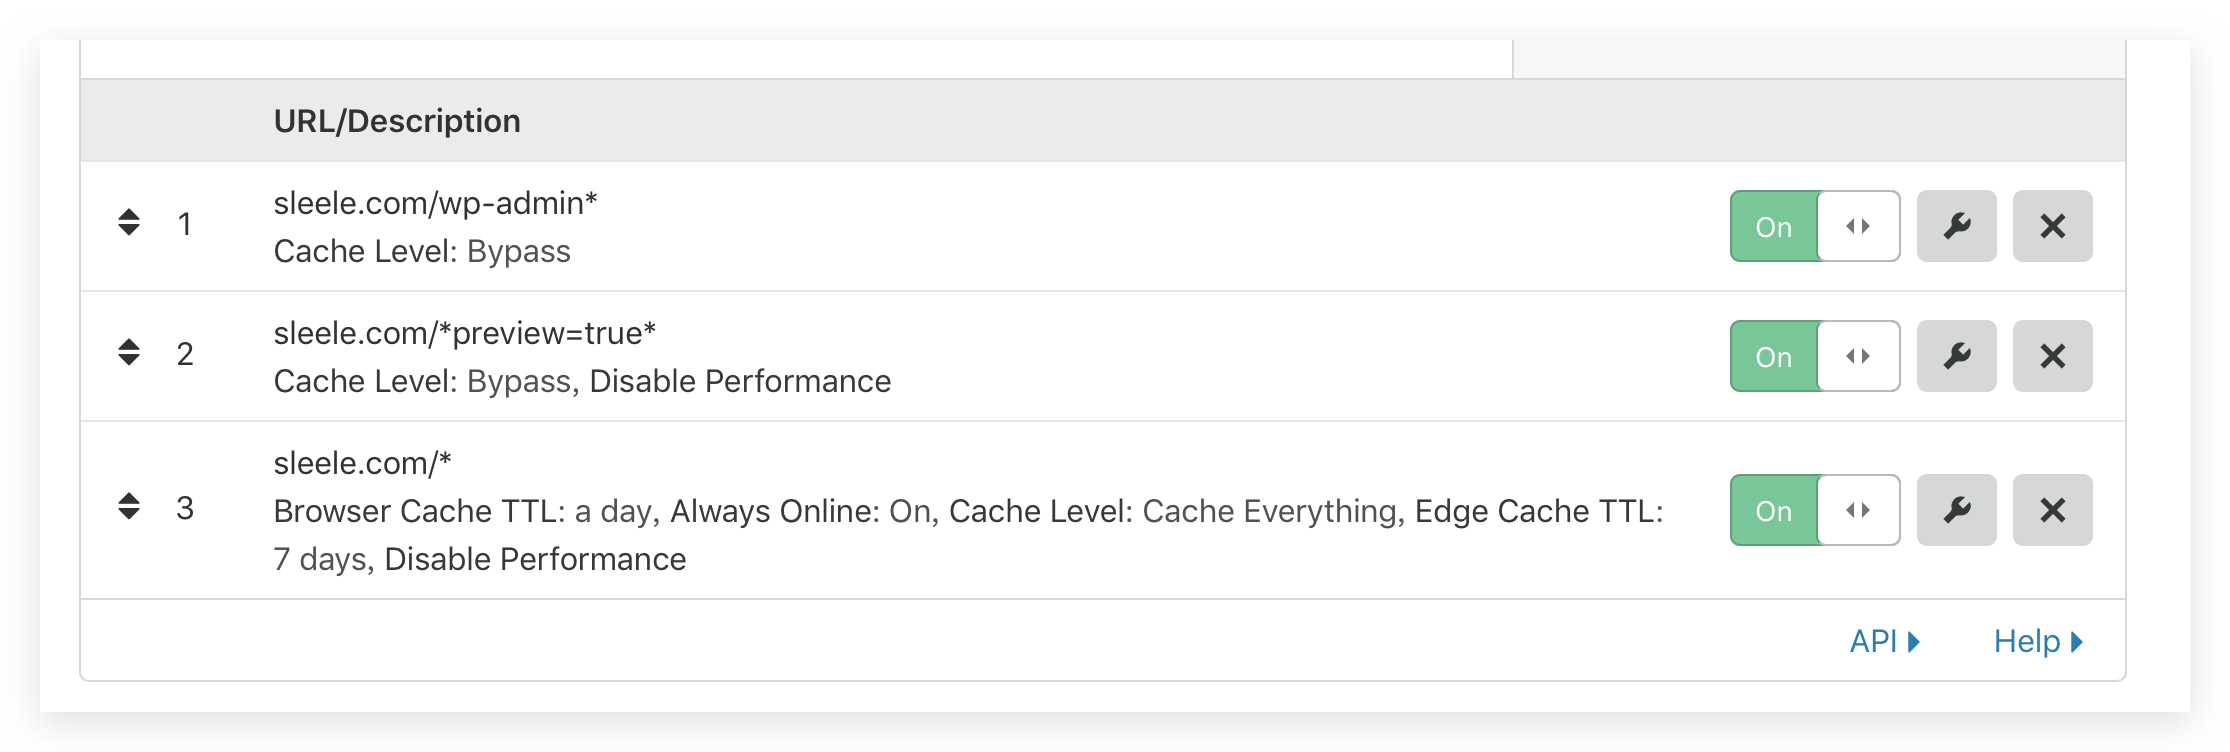 URL/Description
1
sleele.com/wp-admin*
Cache Level: Bypass
On
2
sleele.com/*preview=true*
Cache Level: Bypass, Disable Performance
On
3
sleele.com/*
Browser Cache TTL: a day, Always Online: On, Cache Level: Cache Everything, Edge Cache TTL:
7 days, Disable Performance
On
API
Help